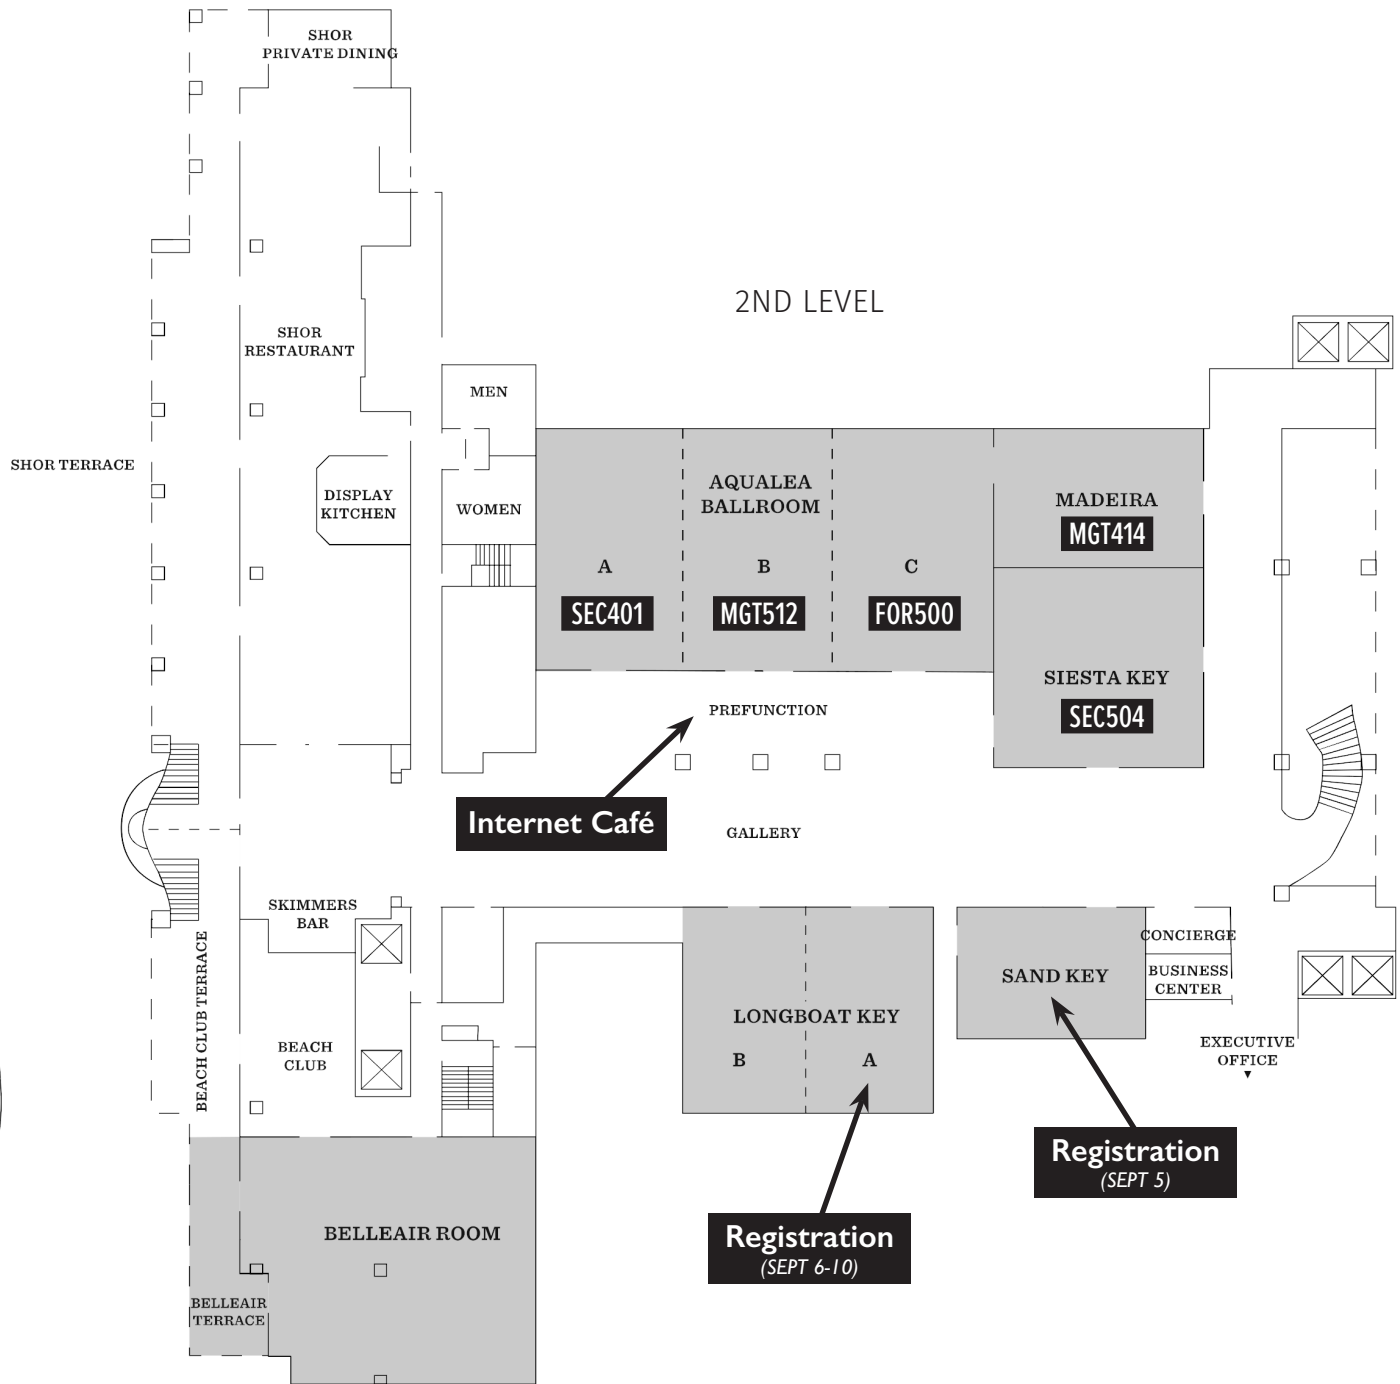 SHOR
PRIVATE DINING
2ND LEVEL
SHOR
RESTAURANT
MEN
SHOR TERRACE
DISPLAY
KITCHEN
WOMEN
AQUALEA
BALLROOM
A
B
C
SEC401
MGT512
FOR500
MADEIRA
MGT414
SIESTA KEY
SEC504
PREFUNCTION
Internet Café
GALLERY
SKIMMERS
BAR
BEACH CLUB TERRACE
BEACH
CLUB
LONGBOAT KEY
B
A
SAND KEY
CONCIERGE
BUSINESS
CENTER
EXECUTIVE
OFFICE
Registration
(SEPT 5)
Registration
(SEPT 6-10)
BELLEAIR ROOM
BELLEAIR
TERRACE